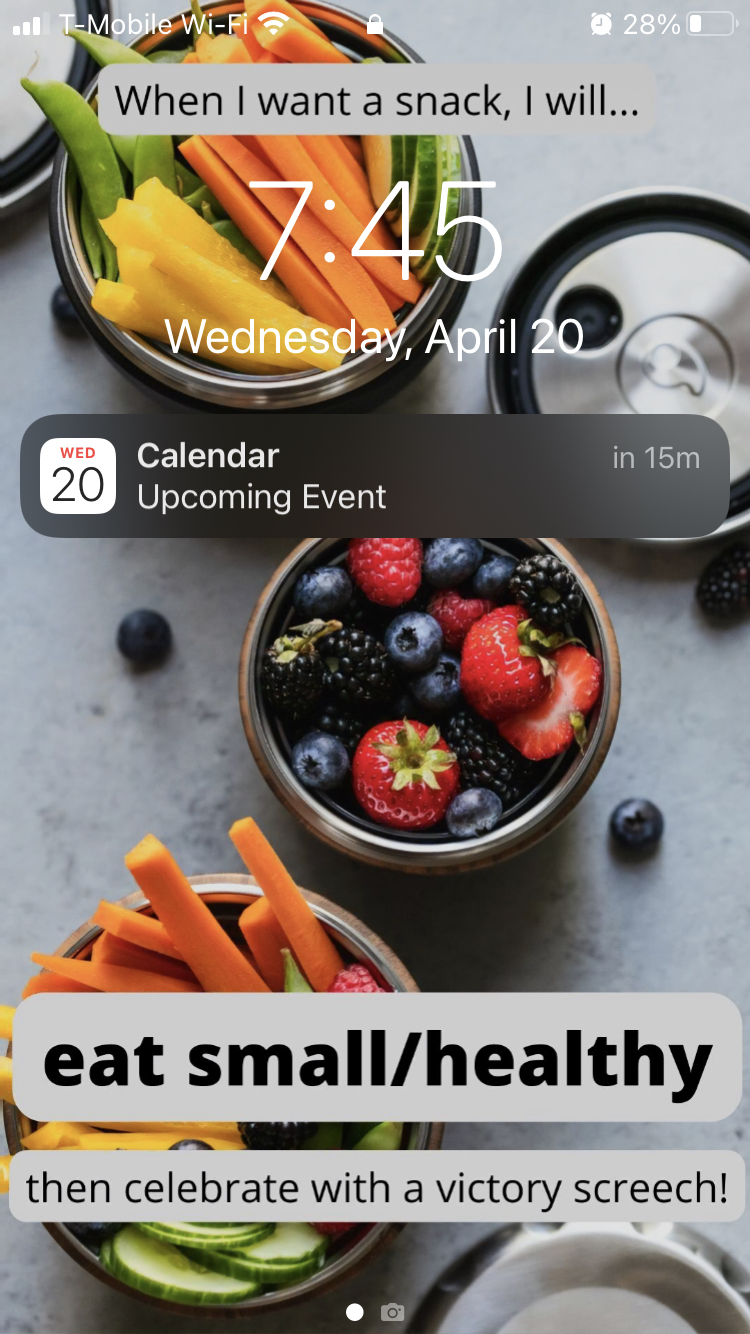 T-Mobile Wi-Fi 28%
When I want a snack, I will...
7:45
Wednesday, April 20
WED
20
Calendar
in 15m
Upcoming Event
eat small/healthy
then celebrate with a victory screech!